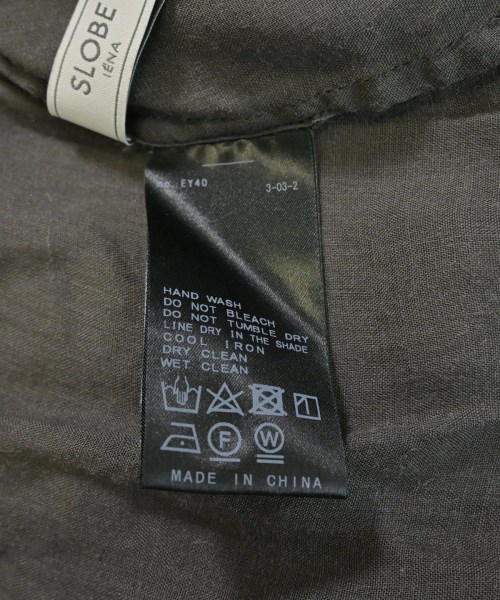 SLOBE
IÉNA
no. EY40 3-03-2
HAND WASH
DO NOT BLEACH
DO NOT TUMBLE DRY
LINE DRY IN THE SHADE
COOL IRON
DRY CLEAN
WET CLEAN
F W
MADE IN CHINA